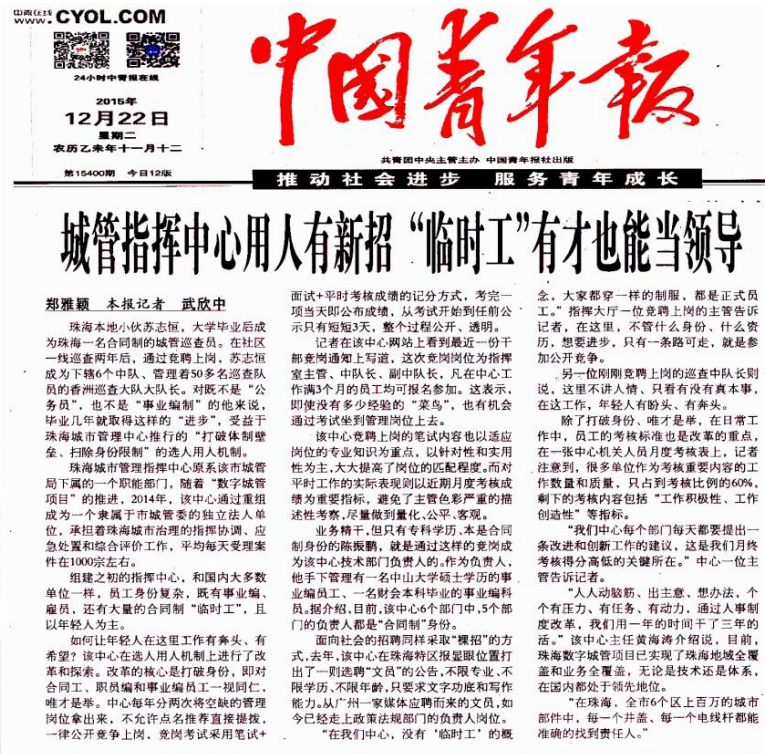 中青在线
www.CYOL.COM
24小时中青报在线
2015年
12月22日
星期二
农历乙未年十一月十二
第15400期 今日12版
中国青年报
共青团中央主管主办 中国青年报社出版
推动社会进步 服务青年成长
城管指挥中心用人有新招“临时工”有才也能当领导
郑雅颖 本报记者 武欣中
珠海本地小伙苏志恒，大学毕业后成
为珠海一名合同制的城管巡查员。在社区
一线巡查两年后，通过竞聘上岗，苏志恒
成为下辖6个中队、管理着50多名巡查队
员的香洲巡查大队大队长。对既不是“公
务员”，也不是“事业编制”的他来说，
毕业几年就取得这样的“进步”，受益于
珠海城市管理中心推行的“打破体制壁
垒、扫除身份限制”的选人用人机制。
珠海城市管理指挥中心原系该市城管
局下属的一个职能部门，随着“数字城管
项目”的推进，2014年，该中心通过重组
成为一个隶属于市城管委的独立法人单
位，承担着珠海城市治理的指挥协调、应
急处置和综合评价工作，平均每天受理案
件在1000宗左右。
组建之初的指挥中心，和国内大多数
单位一样，员工身份复杂，既有事业编、
雇员，还有大量的合同制“临时工”，且
以年轻人为主。
如何让年轻人在这里工作有奔头、有
希望？该中心在选人用人机制上进行了改
革和探索。改革的核心是打破身份，即对
合同工、职员编和事业编员工一视同仁，
唯才是举。中心每年分两次将空缺的管理
岗位拿出来，不允许点名推荐直接提拔，
一律公开竞争上岗，竞岗考试采用笔试+
面试+平时考核成绩的记分方式，考完一
项当天即公布成绩，从考试开始到任前公
示只有短短3天，整个过程公开、透明。
记者在该中心网站上看到最近一份干
部竞岗通知上写道，这次竞岗岗位为指挥
室主管、中队长、副中队长，凡在中心工
作满3个月的员工均可报名参加。这表示，
即使没有多少经验的“菜鸟”，也有机会
通过考试坐到管理岗位上去。
该中心竞聘上岗的笔试内容也以适应
岗位的专业知识为重点，以针对性和实用
性为主，大大提高了岗位的匹配程度。而对
平时工作的实际表现则以近期月度考核成
绩为重要指标，避免了主管色彩严重的描
述性考察，尽量做到量化、公平、客观。
业务精干，但只有专科学历、本是合同
制身份的陈振鹏，就是通过这样的竞岗成
为该中心技术部门负责人的。作为负责人，
他手下管理有一名中山大学硕士学历的事
业编员工、一名财会本科毕业的事业编科
员。据介绍，目前，该中心6个部门中，5个部
门的负责人都是“合同制”身份。
面向社会的招聘同样采取“裸招”的方
式，去年，该中心在珠海特区报显眼位置打
出了一则选聘“文员”的公告，不限专业、不
限学历、不限年龄，只要求文字功底和写作
能力。从广州一家媒体应聘而来的文员，如
今已经走上政策法规部门的负责人岗位。
“在我们中心，没有‘临时工’的概
念，大家都穿一样的制服，都是正式员
工。”指挥大厅一位竞聘上岗的主管告诉
记者，在这里，不管什么身份、什么资
历，想要进步，只有一条路可走，就是参
加公开竞争。
另一位刚刚竞聘上岗的巡查中队长则
说，这里不讲人情、只看有没有真本事，
在这工作，年轻人有盼头、有奔头。
除了打破身份、唯才是举，在日常工
作中，员工的考核标准也是改革的重点，
在一张中心机关人员月度考核表上，记者
注意到，很多单位作为考核重要内容的工
作数量和质量，只占到考核比例的60%，
剩下的考核内容包括“工作积极性、工作
创造性”等指标。
“我们中心每个部门每天都要提出一
条改进和创新工作的建议，这是我们月终
考核得分高低的关键所在。”中心一位主
管告诉记者。
“人人动脑筋、出主意、想办法，个
个有压力、有任务、有动力，通过人事制
度改革，我们用一年的时间干了三年的
活。”该中心主任黄海涛介绍说，目前，
珠海数字城管项目已实现了珠海地域全覆
盖和业务全覆盖，无论是技术还是体系，
在国内都处于领先地位。
“在珠海，全市6个区上百万的城市
部件中，每一个井盖、每一个电线杆都能
准确的找到责任人。”